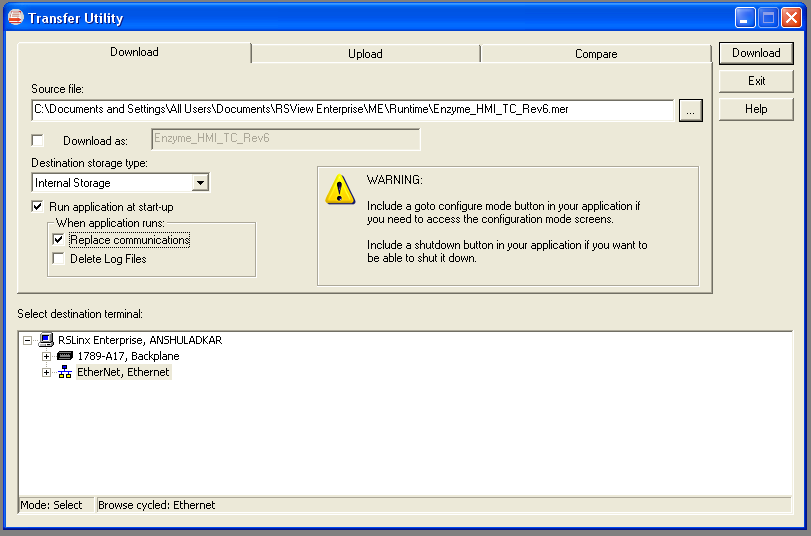 Transfer Utility
Download
Upload
Compare
Download
Exit
Help
Source file:
C:\Documents and Settings\All Users\Documents\RSView Enterprise\ME\Runtime\Enzyme_HMI_TC_Rev6.mer
...
Download as:
Enzyme_HMI_TC_Rev6
Destination storage type:
Internal Storage
Run application at start-up
When application runs:
Replace communications
Delete Log Files
WARNING:
Include a goto configure mode button in your application if
you need to access the configuration mode screens.
Include a shutdown button in your application if you want to
be able to shut it down.
Select destination terminal:
RSLinx Enterprise, ANSHULADKAR
1789-A17, Backplane
EtherNet, Ethernet
Mode: Select
Browse cycled: Ethernet